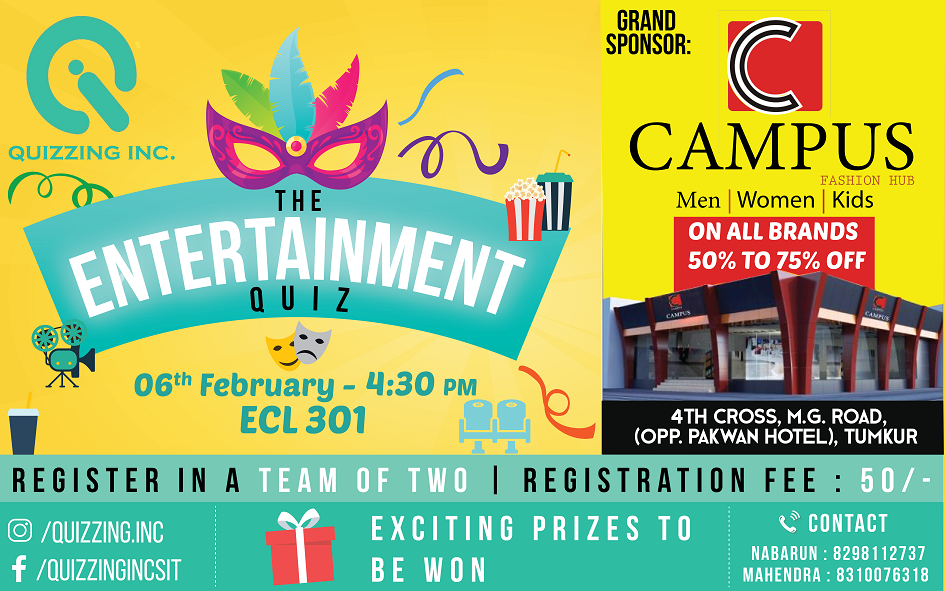 QUIZZING INC.
THE
ENTERTAINMENT
QUIZ
06th February - 4:30 PM
ECL 301
GRAND
SPONSOR:
C
CAMPUS
FASHION HUB
Men | Women | Kids
ON ALL BRANDS
50% TO 75% OFF
CAMPUS
CAMPUS
4TH CROSS, M.G. ROAD,
(OPP. PAKWAN HOTEL), TUMKUR
REGISTER IN A TEAM OF TWO | REGISTRATION FEE : 50/-
/QUIZZING.INC
f /QUIZZINGINCSIT
EXCITING PRIZES TO
BE WON
CONTACT
NABARUN : 8298112737
MAHENDRA : 8310076318